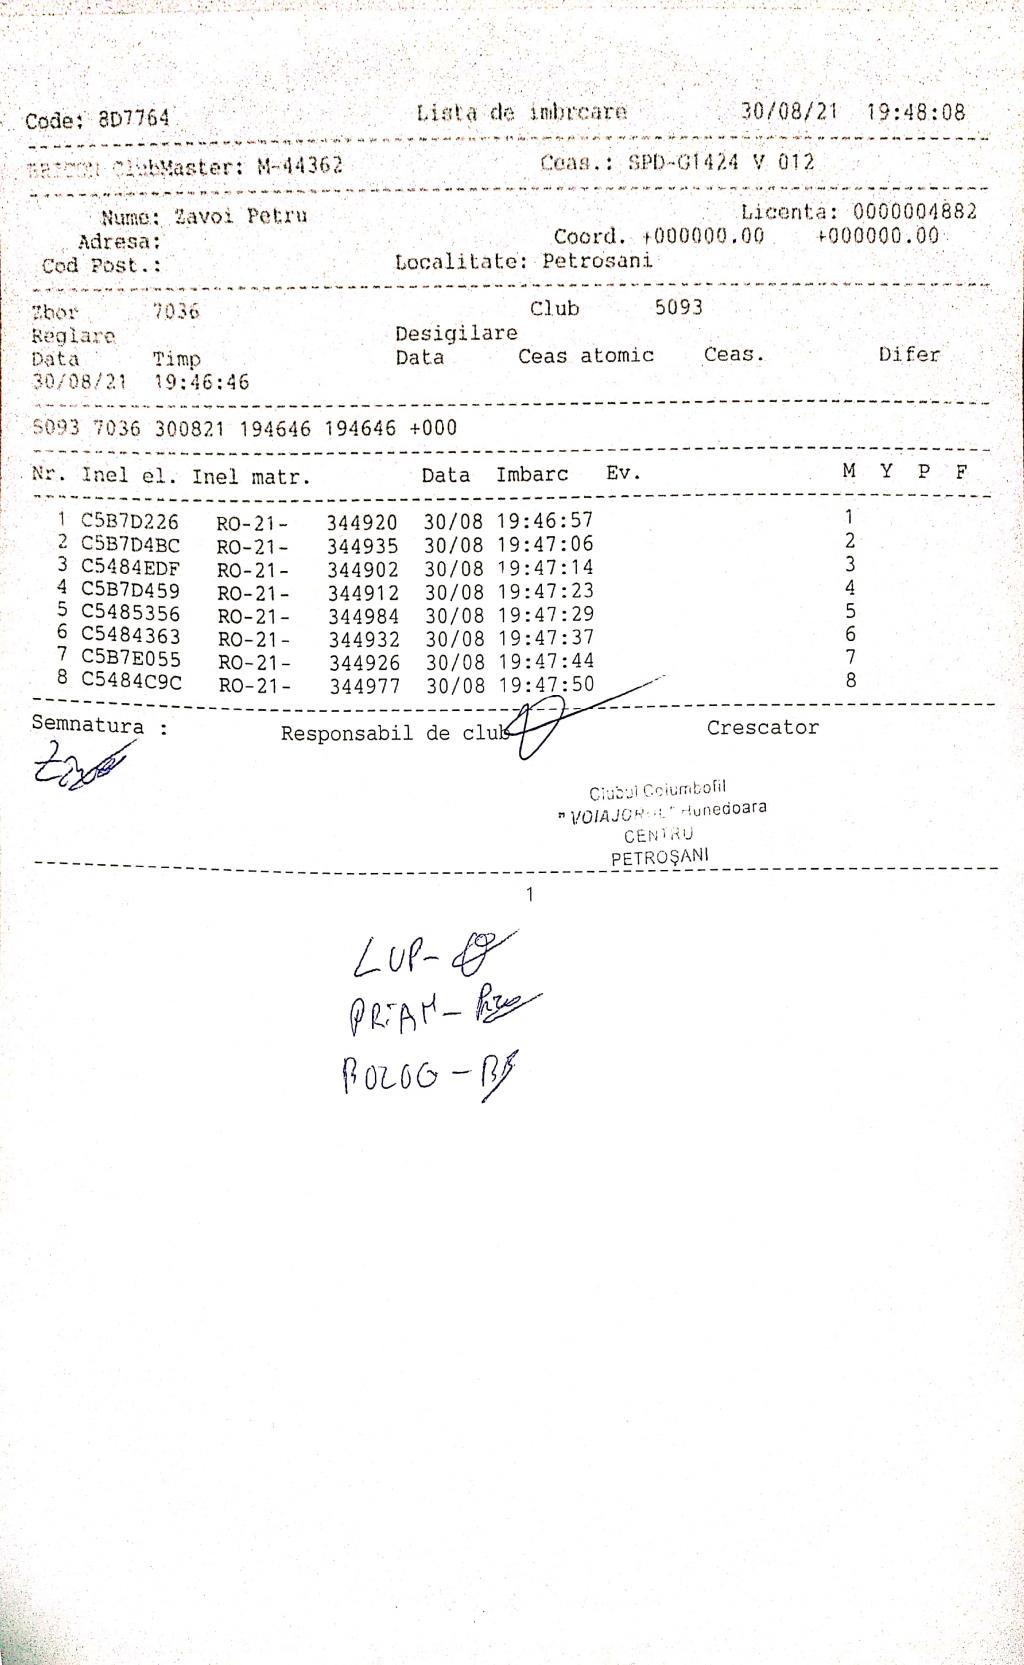 Code: 8D7764 Lista de imbrcare 30/08/21 19:48:08
ClubMaster: M-44362 Ceas.: SPD-G1424 V 012
Nume: Zavoi Petru Licenta: 0000004882
Adresa: Coord. +000000.00 +000000.00
Cod Post.: Localitate: Petrosani
Zbor 7036 Club 5093
Reglare Desigilare
Data Timp Data Ceas atomic Ceas. Difer
30/08/21 19:46:46
5093 7036 300821 194646 194646 +000
Nr. Inel el. Inel matr. Data Imbarc Ev. M Y P F
1 C5B7D226 RO-21- 344920 30/08 19:46:57 1
2 C5B7D4BC RO-21- 344935 30/08 19:47:06 2
3 C5484EDF RO-21- 344902 30/08 19:47:14 3
4 C5B7D459 RO-21- 344912 30/08 19:47:23 4
5 C5485356 RO-21- 344984 30/08 19:47:29 5
6 C5484363 RO-21- 344932 30/08 19:47:37 6
7 C5B7E055 RO-21- 344926 30/08 19:47:44 7
8 C5484C9C RO-21- 344977 30/08 19:47:50 8
Semnatura : Responsabil de club Crescator
Clubul Columbofil
"VOIAJORUL" Hunedoara
CENTRU
PETROŞANI
1
LUP-
PRIAM-
BOZOG-